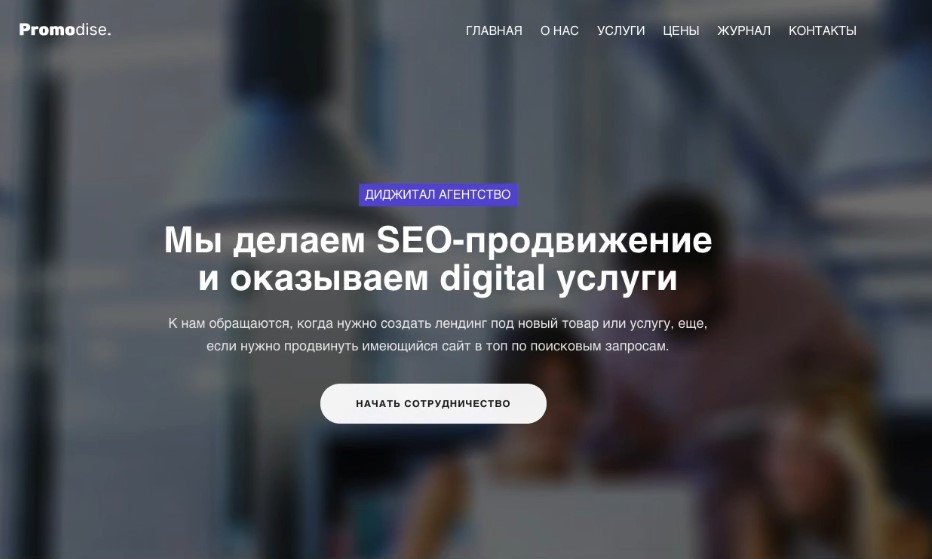 Promodise.
ГЛАВНАЯ О НАС УСЛУГИ ЦЕНЫ ЖУРНАЛ КОНТАКТЫ
ДИДЖИТАЛ АГЕНТСТВО
Мы делаем SEO-продвижение
и оказываем digital услуги
К нам обращаются, когда нужно создать лендинг под новый товар или услугу, еще,
если нужно продвинуть имеющийся сайт в топ по поисковым запросам.
НАЧАТЬ СОТРУДНИЧЕСТВО